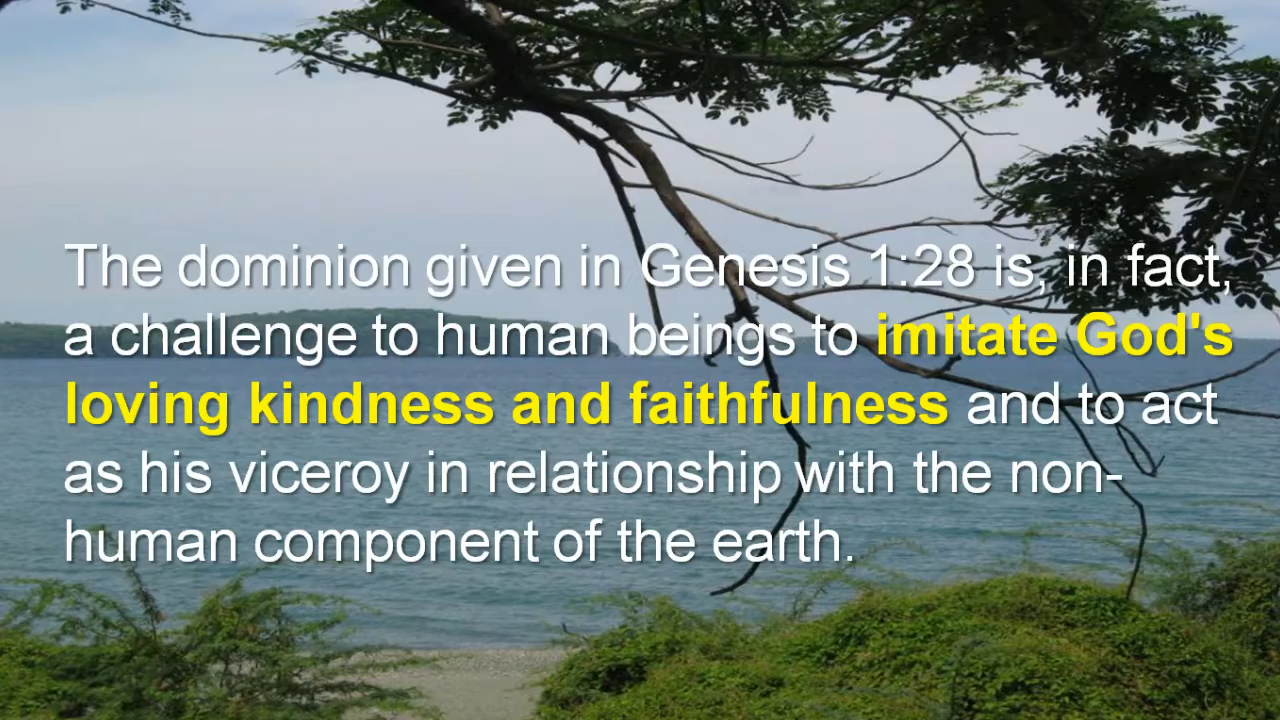 The dominion given in Genesis 1:28 is, in fact,
a challenge to human beings to imitate God's
loving kindness and faithfulness and to act
as his viceroy in relationship with the non-
human component of the earth.